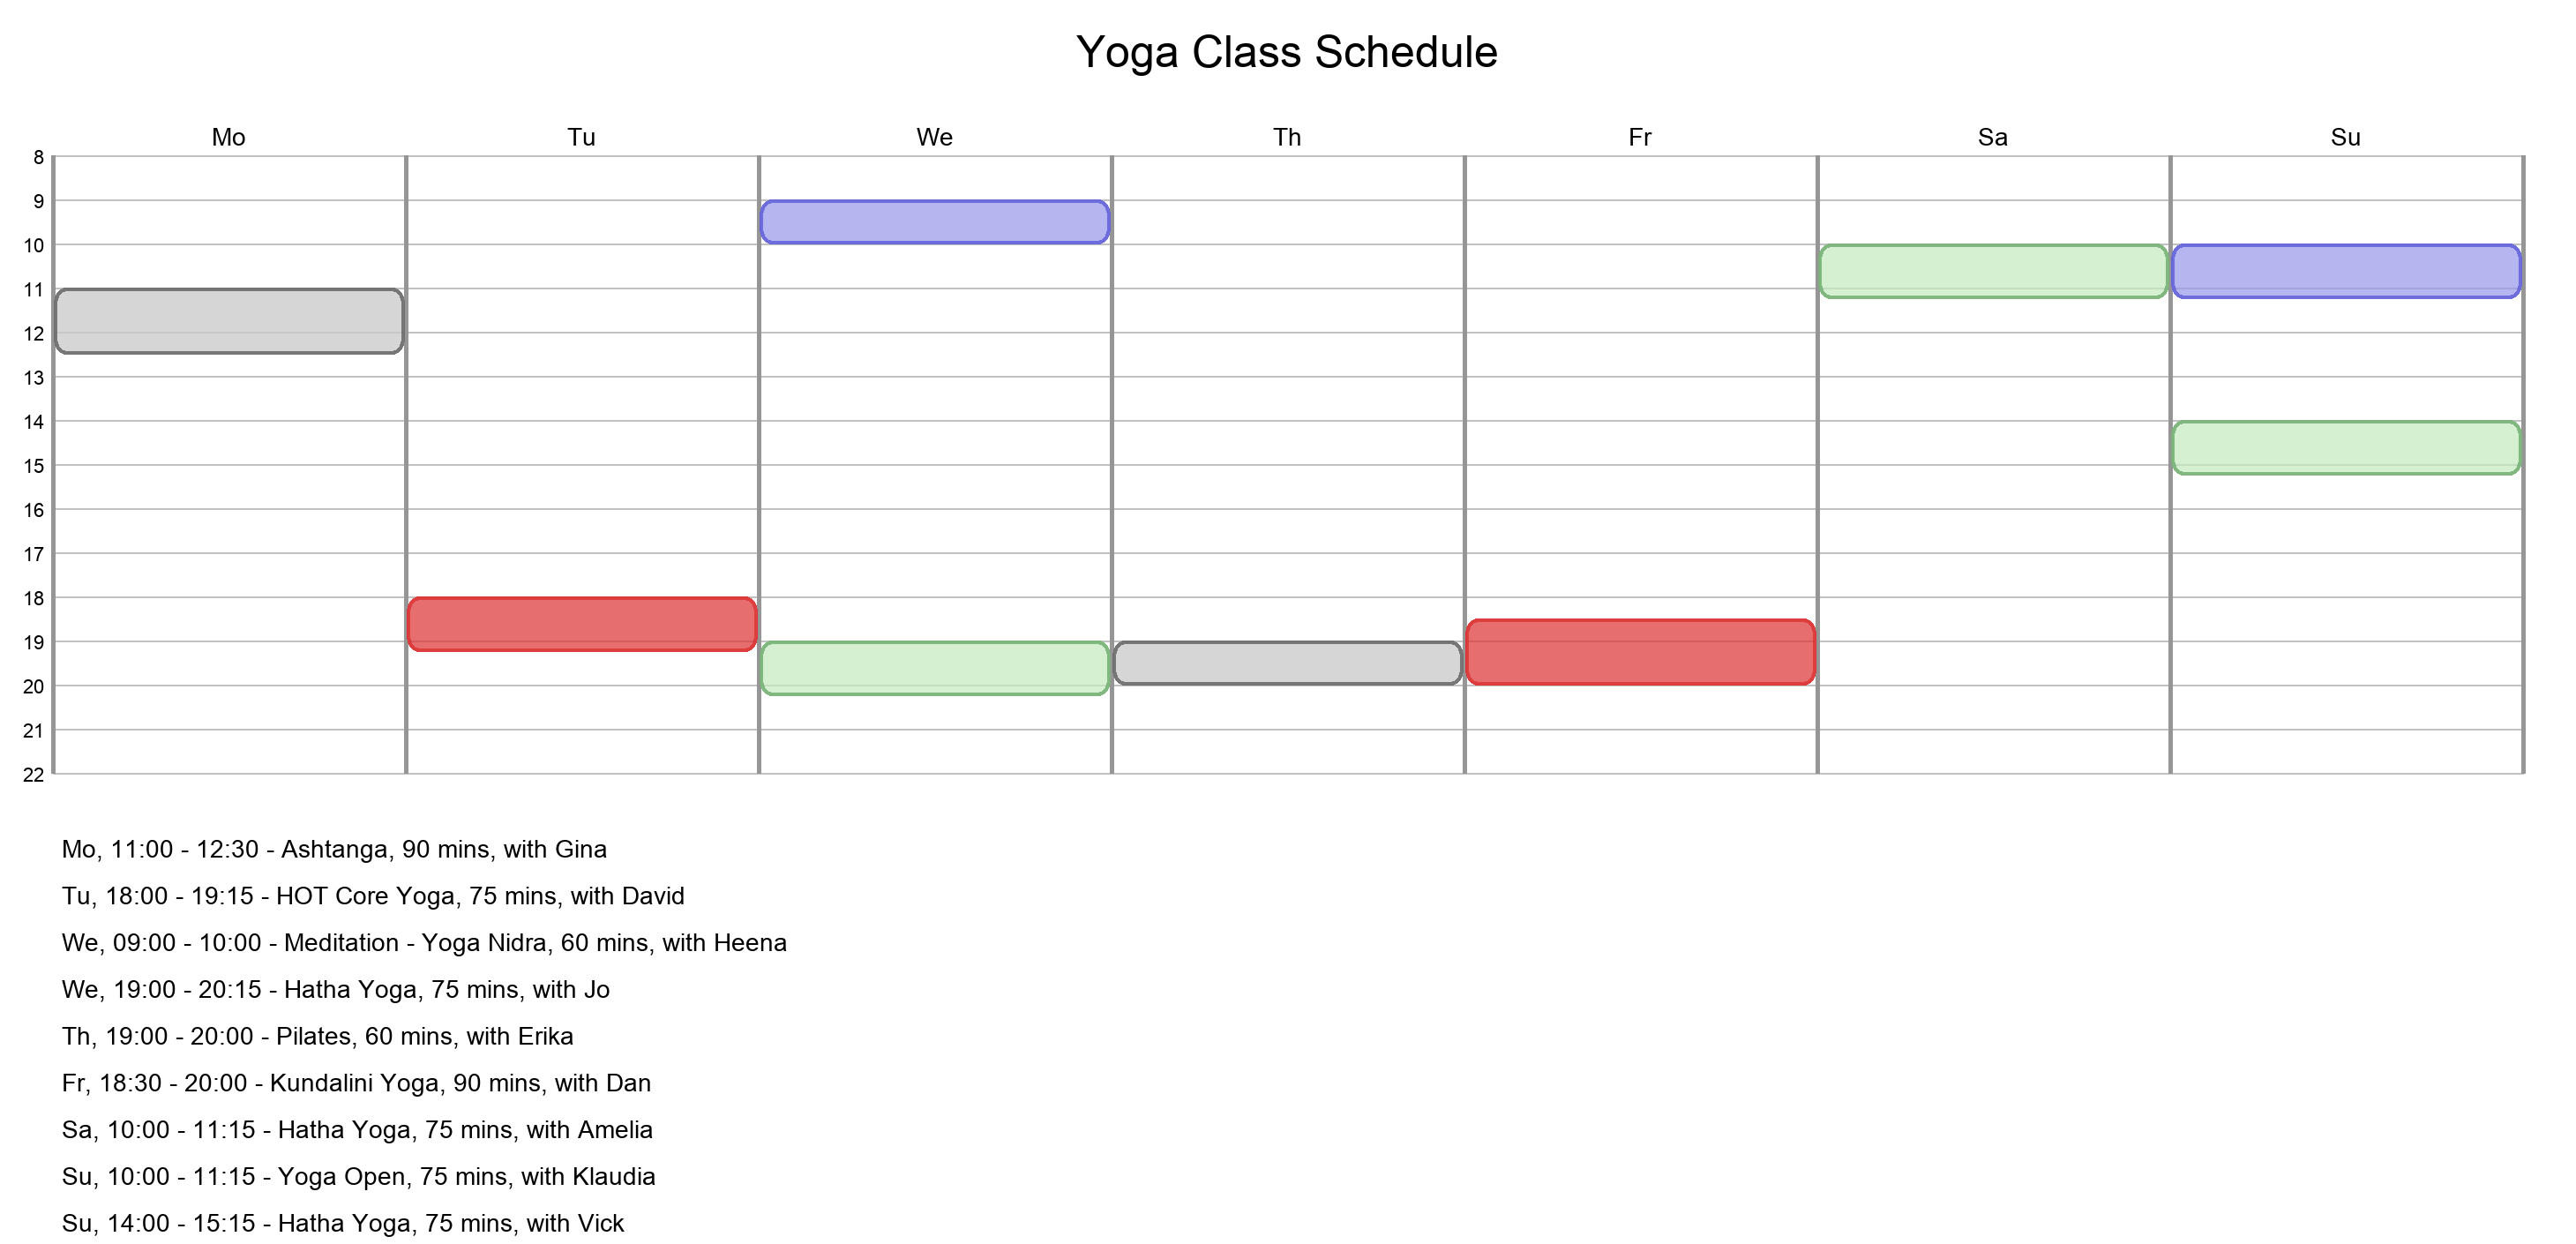 Yoga Class Schedule
Mo Tu We Th Fr Sa Su
8
9
10
11
12
13
14
15
16
17
18
19
20
21
22
Mo, 11:00 - 12:30 - Ashtanga, 90 mins, with Gina
Tu, 18:00 - 19:15 - HOT Core Yoga, 75 mins, with David
We, 09:00 - 10:00 - Meditation - Yoga Nidra, 60 mins, with Heena
We, 19:00 - 20:15 - Hatha Yoga, 75 mins, with Jo
Th, 19:00 - 20:00 - Pilates, 60 mins, with Erika
Fr, 18:30 - 20:00 - Kundalini Yoga, 90 mins, with Dan
Sa, 10:00 - 11:15 - Hatha Yoga, 75 mins, with Amelia
Su, 10:00 - 11:15 - Yoga Open, 75 mins, with Klaudia
Su, 14:00 - 15:15 - Hatha Yoga, 75 mins, with Vick